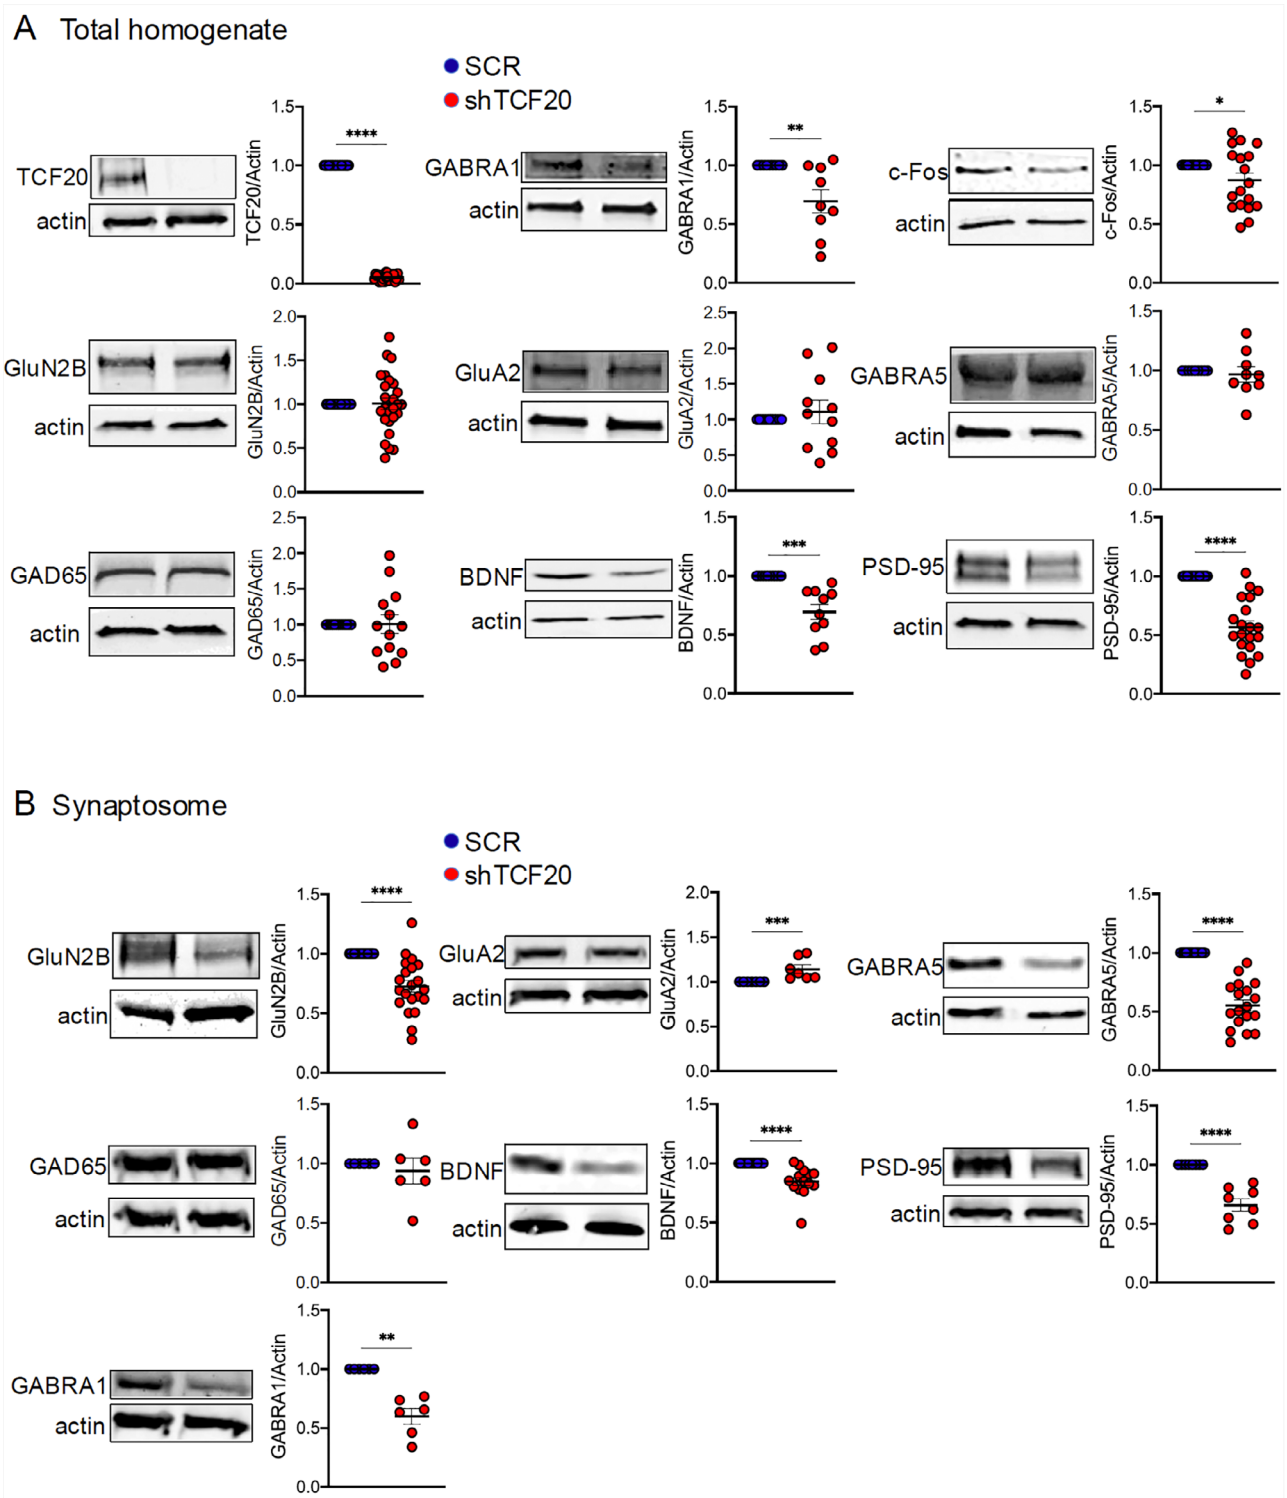 A Total homogenate
SCR
shTCF20
TCF20
actin
TCF20/Actin
1.5
1.0
0.5
0.0
****
GABRA1
actin
GABRA1/Actin
1.5
1.0
0.5
0.0
**
c-Fos
actin
c-Fos/Actin
1.5
1.0
0.5
0.0
*
GluN2B
actin
GluN2B/Actin
2.0
1.5
1.0
0.5
0.0
GluA2
actin
GluA2/Actin
2.5
2.0
1.5
1.0
0.5
0.0
GABRA5
actin
GABRA5/Actin
1.5
1.0
0.5
0.0
GAD65
actin
GAD65/Actin
2.5
2.0
1.5
1.0
0.5
0.0
BDNF
actin
BDNF/Actin
1.5
1.0
0.5
0.0
***
PSD-95
actin
PSD-95/Actin
1.5
1.0
0.5
0.0
****
B Synaptosome
SCR
shTCF20
GluN2B
actin
GluN2B/Actin
1.5
1.0
0.5
0.0
****
GluA2
actin
GluA2/Actin
2.0
1.5
1.0
0.5
0.0
***
GABRA5
actin
GABRA5/Actin
1.5
1.0
0.5
0.0
****
GAD65
actin
GAD65/Actin
1.5
1.0
0.5
0.0
BDNF
actin
BDNF/Actin
1.5
1.0
0.5
0.0
****
PSD-95
actin
PSD-95/Actin
1.5
1.0
0.5
0.0
****
GABRA1
actin
GABRA1/Actin
1.5
1.0
0.5
0.0
**